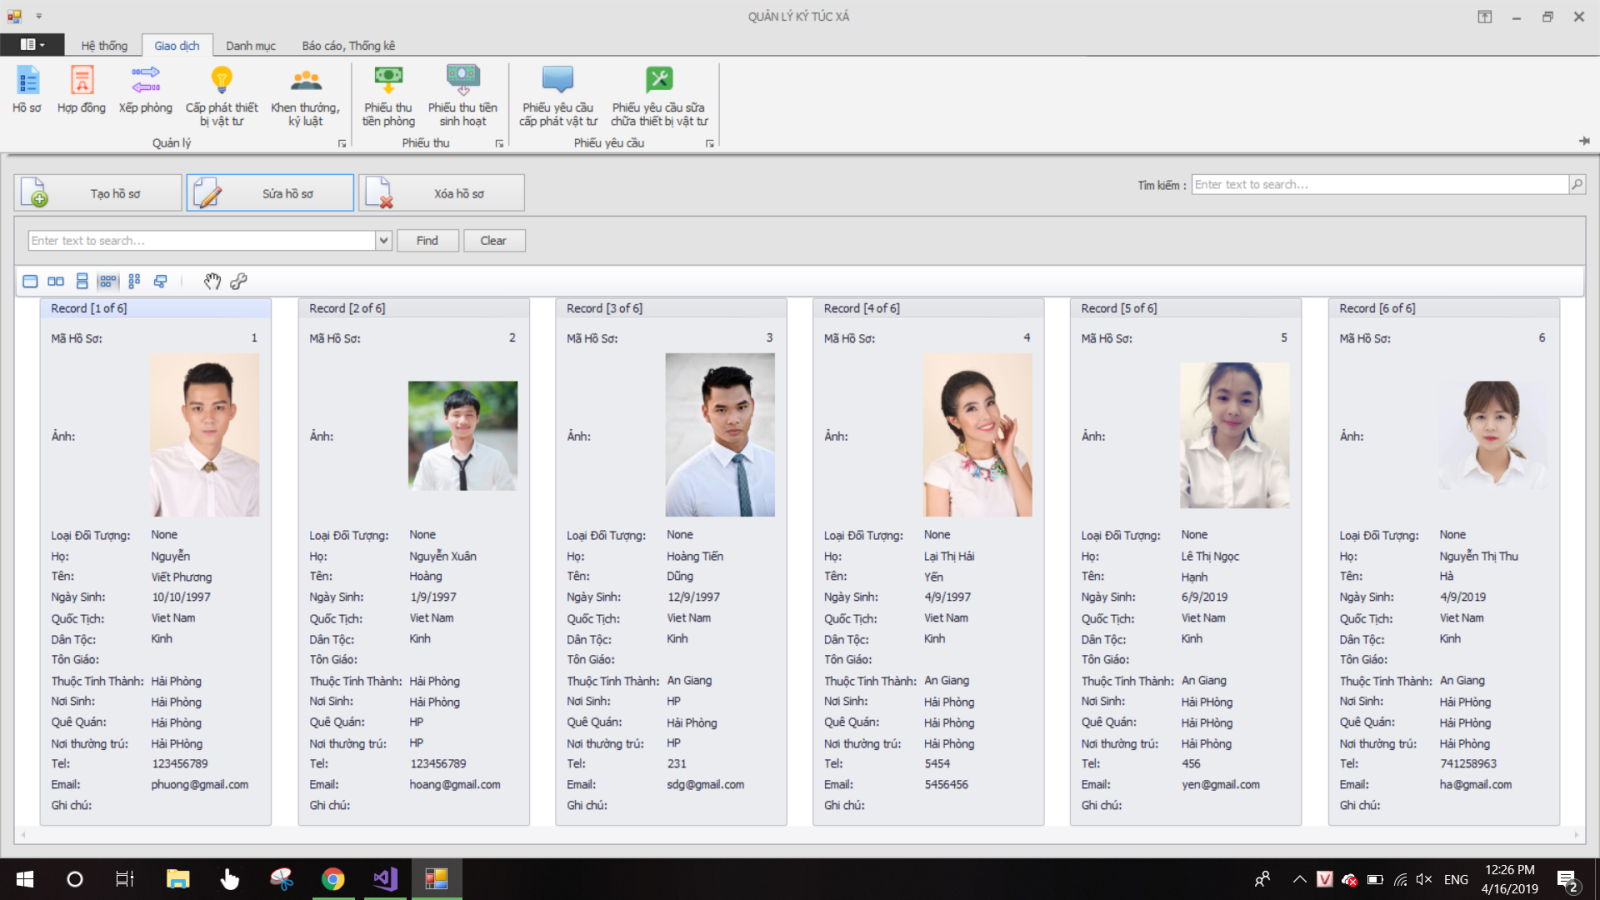 QUẢN LÝ KÝ TÚC XÁ
Hệ thống Giao dịch Danh mục Báo cáo, Thống kê
Hồ sơ Hợp đồng Xếp phòng Cấp phát thiết bị vật tư Khen thưởng, kỷ luật Phiếu thu tiền phòng Phiếu thu tiền sinh hoạt Phiếu yêu cầu cấp phát vật tư Phiếu yêu cầu sửa chữa thiết bị vật tư
Quản lý Phiếu thu Phiếu yêu cầu
Tạo hồ sơ Sửa hồ sơ Xóa hồ sơ Tìm kiếm : Enter text to search...
Enter text to search... Find Clear
Record [1 of 6] Record [2 of 6] Record [3 of 6] Record [4 of 6] Record [5 of 6] Record [6 of 6]
Mã Hồ Sơ: 1 Mã Hồ Sơ: 2 Mã Hồ Sơ: 3 Mã Hồ Sơ: 4 Mã Hồ Sơ: 5 Mã Hồ Sơ: 6
Ảnh: Ảnh: Ảnh: Ảnh: Ảnh: Ảnh:
Loại Đối Tượng: None Loại Đối Tượng: None Loại Đối Tượng: None Loại Đối Tượng: None Loại Đối Tượng: None Loại Đối Tượng: None
Họ: Nguyễn Họ: Nguyễn Xuân Họ: Hoàng Tiến Họ: Lại Thị Hải Họ: Lê Thị Ngọc Họ: Nguyễn Thị Thu
Tên: Viết Phương Tên: Hoàng Tên: Dũng Tên: Yến Tên: Hạnh Tên: Hà
Ngày Sinh: 10/10/1997 Ngày Sinh: 1/9/1997 Ngày Sinh: 12/9/1997 Ngày Sinh: 4/9/1997 Ngày Sinh: 6/9/2019 Ngày Sinh: 4/9/2019
Quốc Tịch: Viet Nam Quốc Tịch: Viet Nam Quốc Tịch: Viet Nam Quốc Tịch: Viet Nam Quốc Tịch: Viet Nam Quốc Tịch: Viet Nam
Dân Tộc: Kinh Dân Tộc: Kinh Dân Tộc: Kinh Dân Tộc: Kinh Dân Tộc: Kinh Dân Tộc: Kinh
Tôn Giáo: Tôn Giáo: Tôn Giáo: Tôn Giáo: Tôn Giáo: Tôn Giáo:
Thuộc Tỉnh Thành: Hải Phòng Thuộc Tỉnh Thành: Hải Phòng Thuộc Tỉnh Thành: An Giang Thuộc Tỉnh Thành: An Giang Thuộc Tỉnh Thành: An Giang Thuộc Tỉnh Thành: An Giang
Nơi Sinh: Hải Phòng Nơi Sinh: Hải Phòng Nơi Sinh: HP Nơi Sinh: Hải Phòng Nơi Sinh: Hải PHòng Nơi Sinh: Hải PHòng
Quê Quán: Hải Phòng Quê Quán: HP Quê Quán: Hải Phòng Quê Quán: Hải Phòng Quê Quán: Hải PHòng Quê Quán: Hải PHòng
Nơi thường trú: Hải PHòng Nơi thường trú: HP Nơi thường trú: HP Nơi thường trú: Hải Phòng Nơi thường trú: Hải Phòng Nơi thường trú: Hải Phòng
Tel: 123456789 Tel: 123456789 Tel: 231 Tel: 5454 Tel: 456 Tel: 741258963
Email: phuong@gmail.com Email: hoang@gmail.com Email: sdg@gmail.com Email: 5456456 Email: yen@gmail.com Email: ha@gmail.com
Ghi chú: Ghi chú: Ghi chú: Ghi chú: Ghi chú: Ghi chú:
ENG 12:26 PM
4/16/2019 2